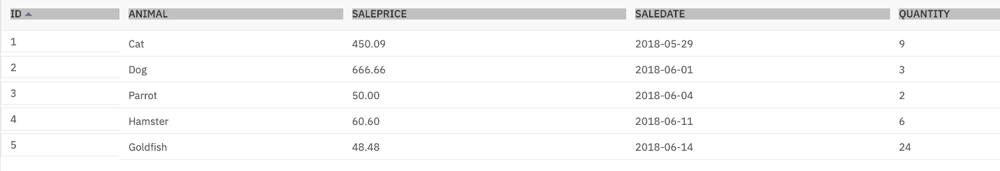 ID ANIMAL SALEPRICE SALEDATE QUANTITY
1 Cat 450.09 2018-05-29 9
2 Dog 666.66 2018-06-01 3
3 Parrot 50.00 2018-06-04 2
4 Hamster 60.60 2018-06-11 6
5 Goldfish 48.48 2018-06-14 24